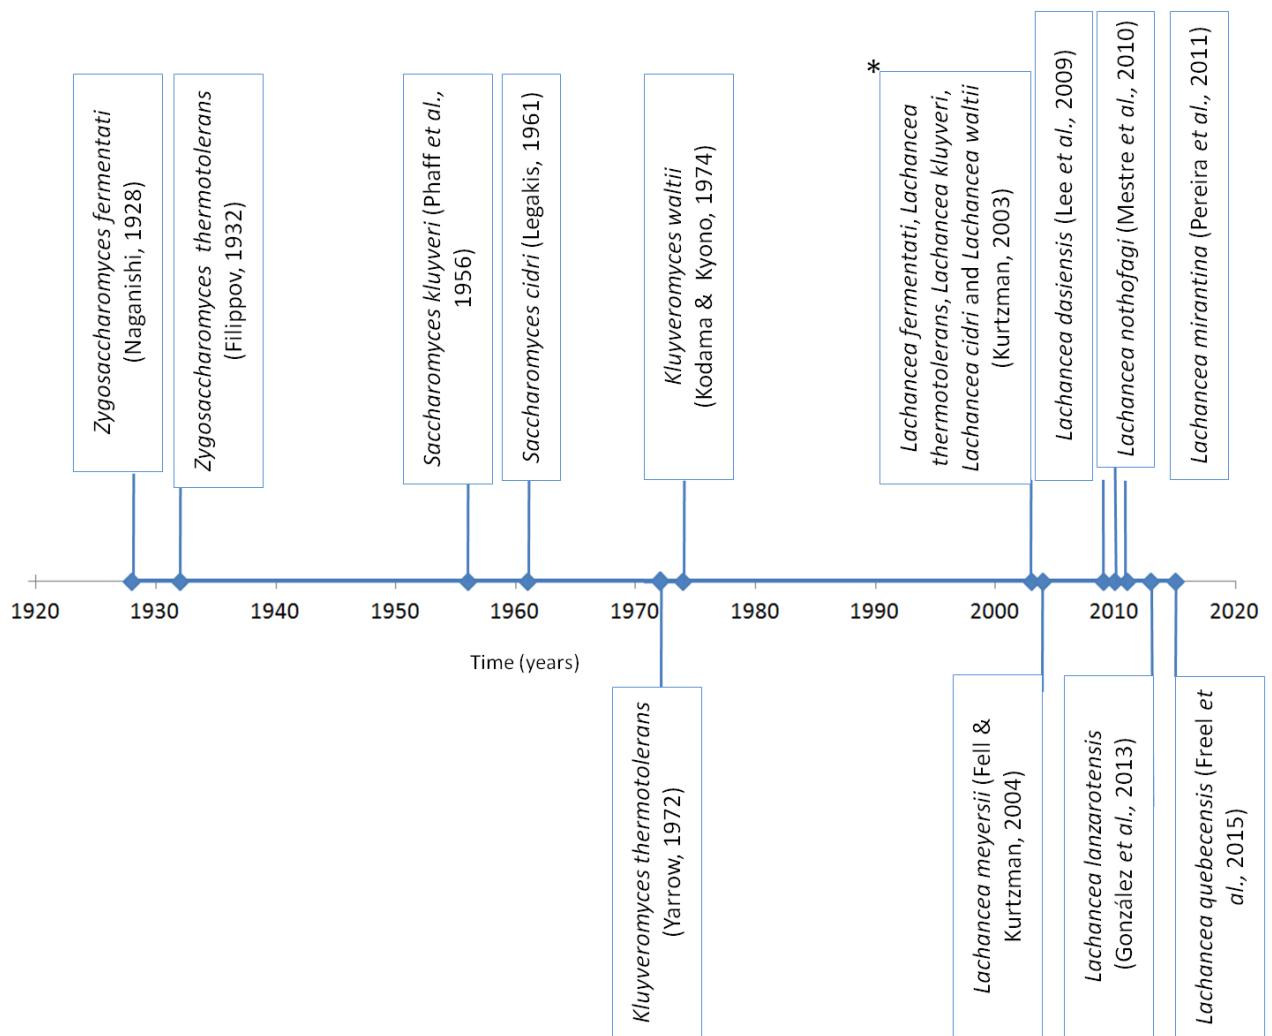 Zygosaccharomyces fermentati
(Naganishi, 1928)
Zygosaccharomyces thermotolerans
(Filippov, 1932)
Saccharomyces kluyveri (Phaff et al.,
1956)
Saccharomyces cidri (Legakis, 1961)
Kluyveromyces waltii
(Kodama & Kyono, 1974)
*
Lachancea fermentati, Lachancea
thermotolerans, Lachancea kluyveri,
Lachancea cidri and Lachancea waltii
(Kurtzman, 2003)
Lachancea dasiensis (Lee et al., 2009)
Lachancea nothofagi (Mestre et al., 2010)
Lachancea mirantina (Pereira et al., 2011)
1920 1930 1940 1950 1960 1970 1980 1990 2000 2010 2020
Time (years)
Kluyveromyces thermotolerans
(Yarrow, 1972)
Lachancea meyersii (Fell &
Kurtzman, 2004)
Lachancea lanzarotensis
(González et al., 2013)
Lachancea quebecensis (Freel et
al., 2015)